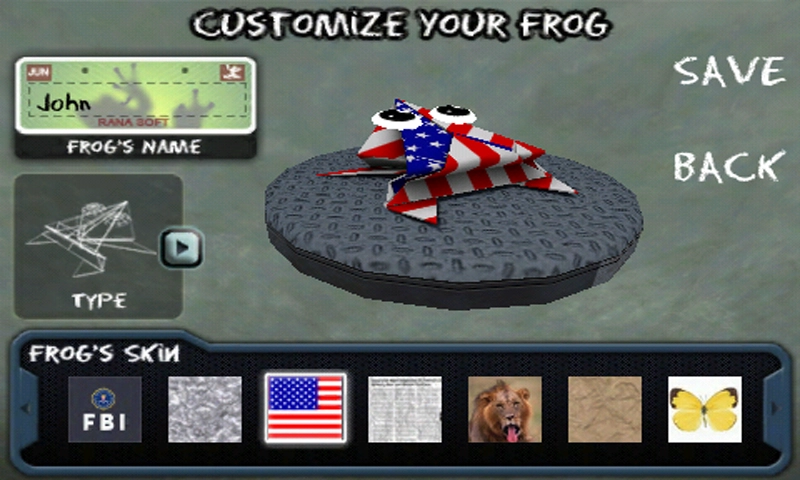 CUSTOMIZE YOUR FROG
JUN
John
RANA SOFT
FROG'S NAME
SAVE
BACK
TYPE
FROG'S SKIN
FBI